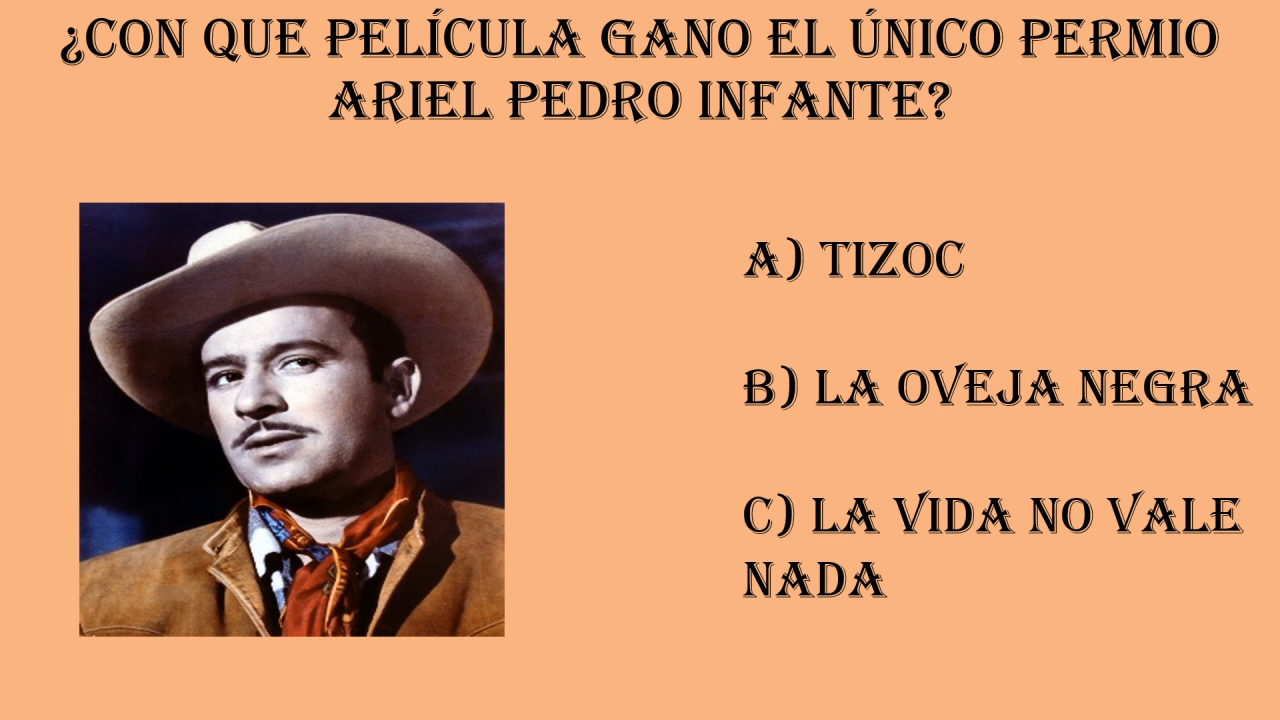 ¿CON QUE PELÍCULA GANO EL ÚNICO PERMIO
ARIEL PEDRO INFANTE?
A) TIZOC
B) LA OVEJA NEGRA
C) LA VIDA NO VALE
NADA